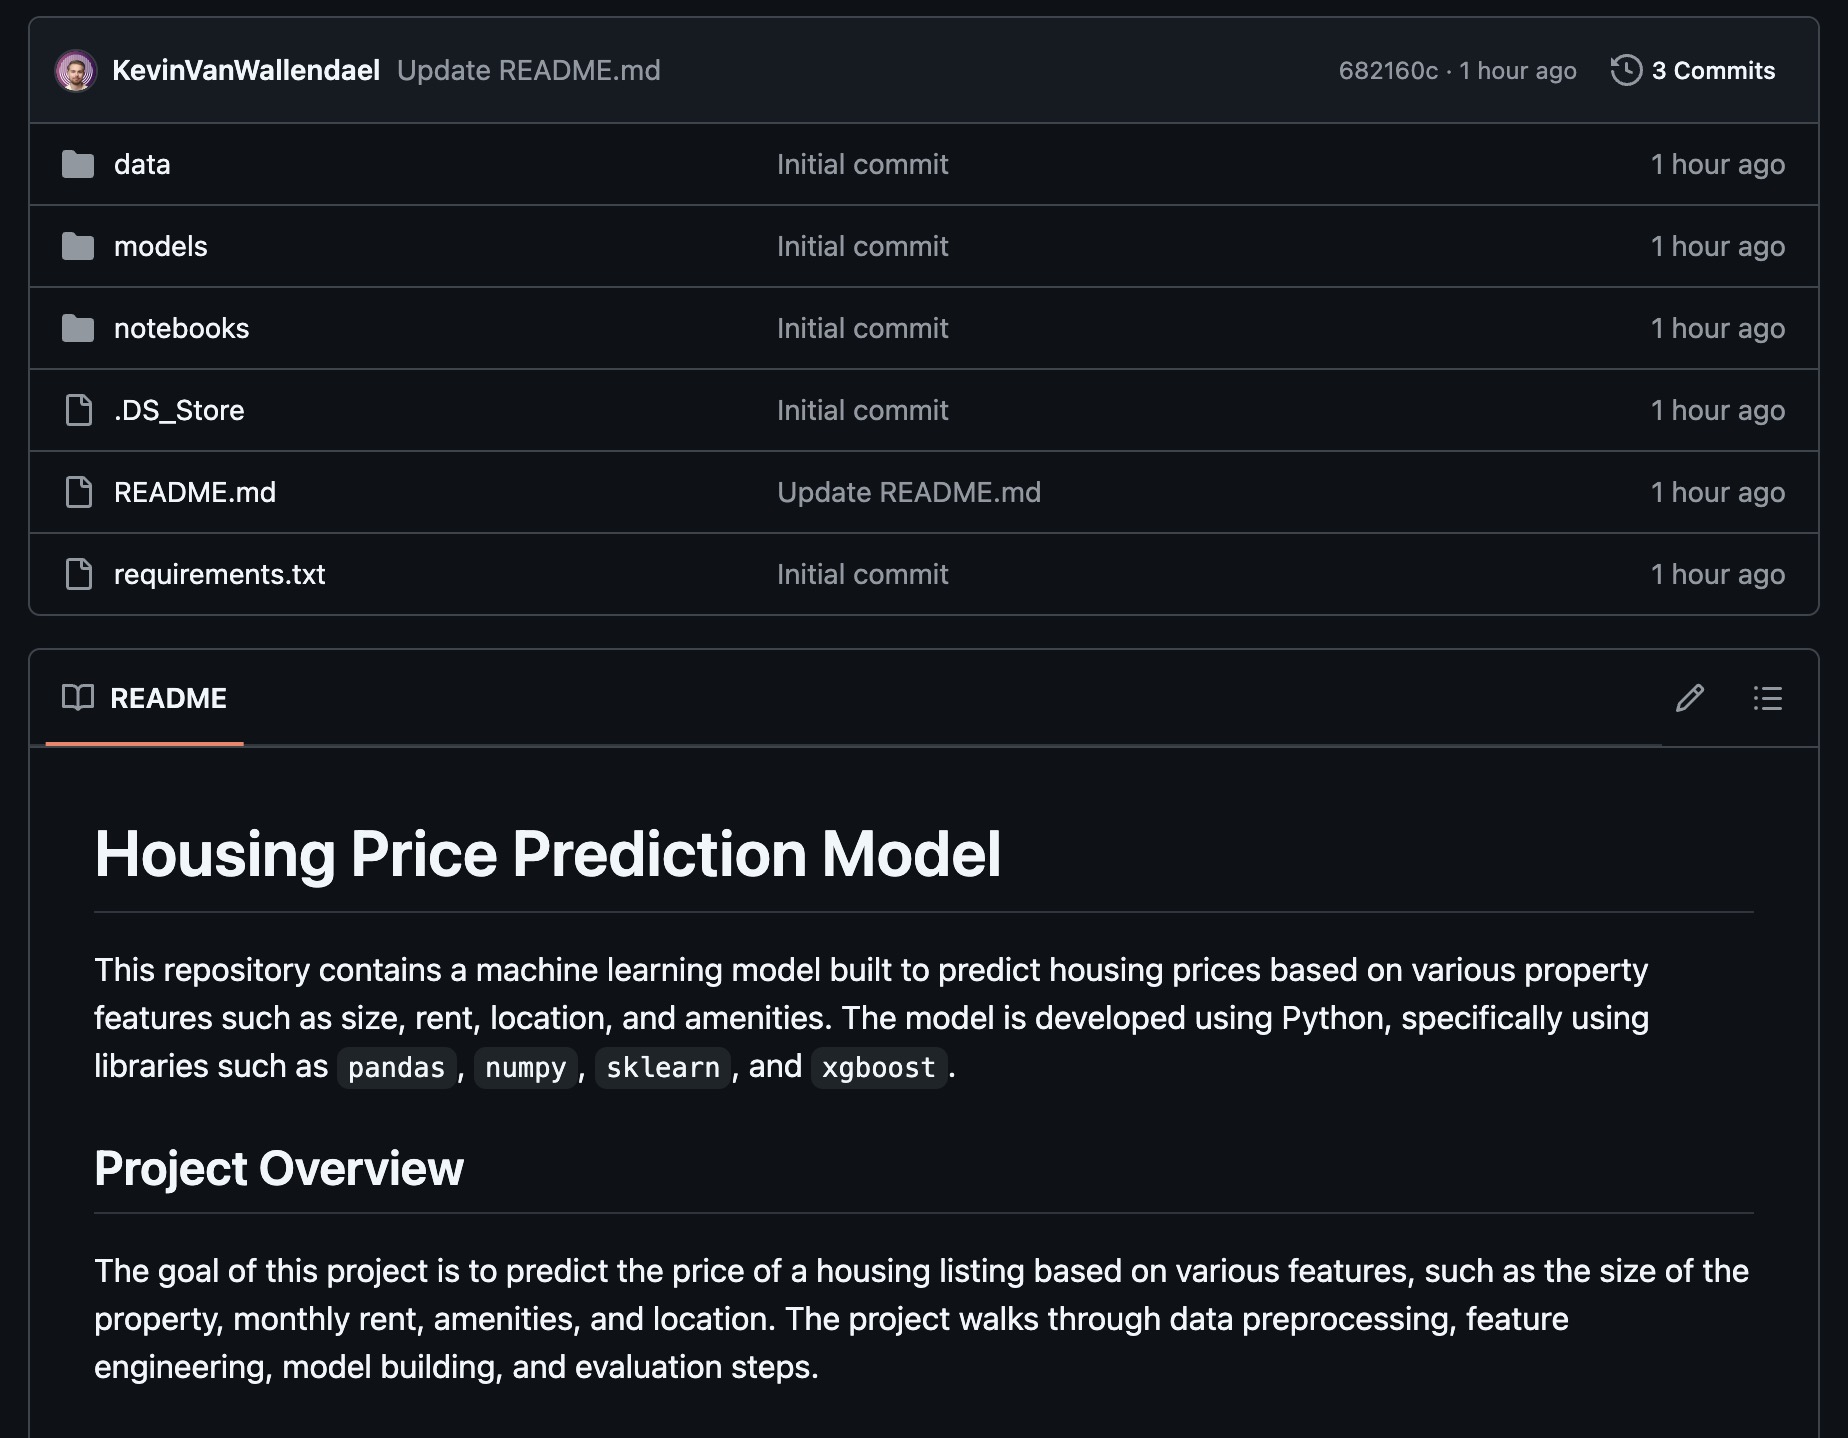 KevinVanWallendael Update README.md 682160c · 1 hour ago 3 Commits
data Initial commit 1 hour ago
models Initial commit 1 hour ago
notebooks Initial commit 1 hour ago
.DS_Store Initial commit 1 hour ago
README.md Update README.md 1 hour ago
requirements.txt Initial commit 1 hour ago
README
Housing Price Prediction Model
This repository contains a machine learning model built to predict housing prices based on various property
features such as size, rent, location, and amenities. The model is developed using Python, specifically using
libraries such as pandas, numpy, sklearn, and xgboost.
Project Overview
The goal of this project is to predict the price of a housing listing based on various features, such as the size of the
property, monthly rent, amenities, and location. The project walks through data preprocessing, feature
engineering, model building, and evaluation steps.